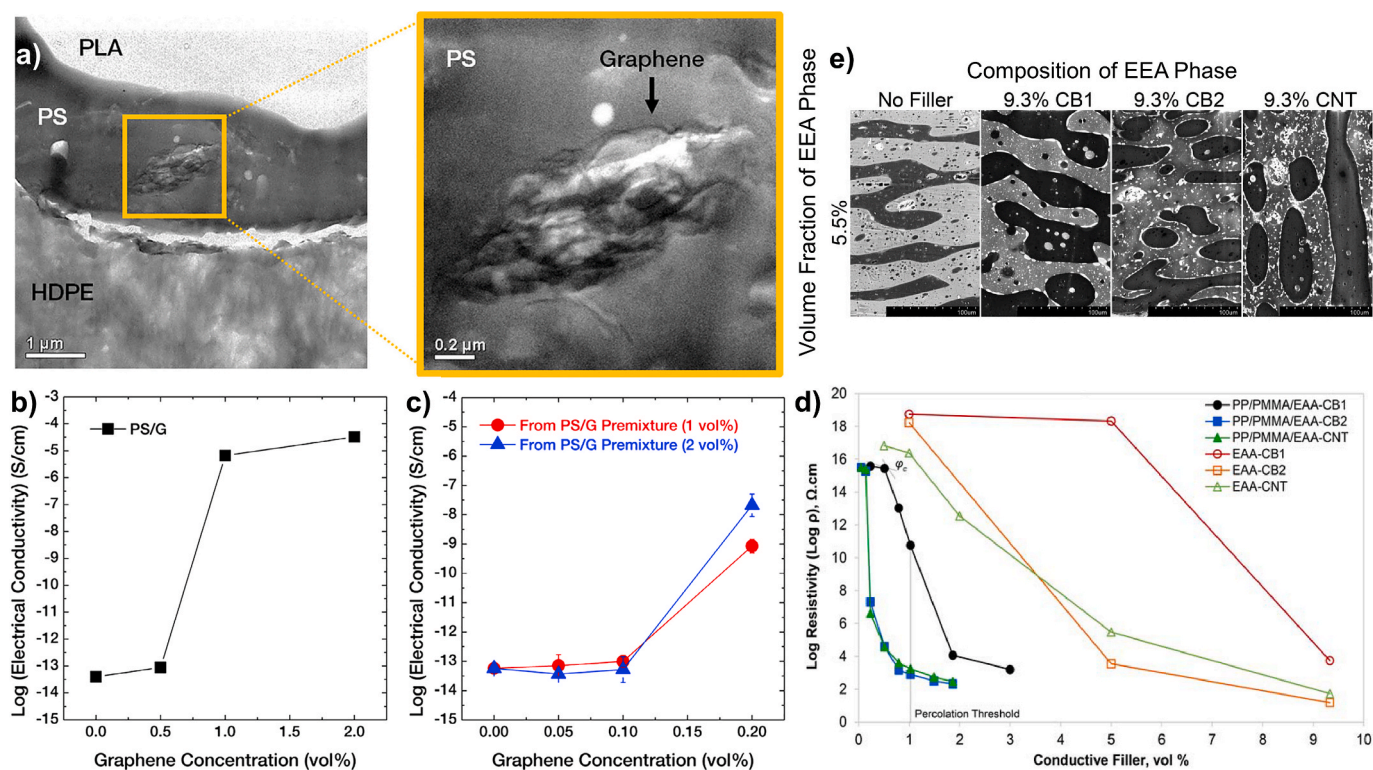 a)
PLA
PS
HDPE
1 μm
PS
Graphene
0.2 μm
e)
Composition of EEA Phase
No Filler
9.3% CB1
9.3% CB2
9.3% CNT
Volume Fraction of EEA Phase
5.5%
100um
100um
100um
100um
b)
Log (Electrical Conductivity) (S/cm)
-3
-4
-5
-6
-7
-8
-9
-10
-11
-12
-13
-14
-15
PS/G
0.0
0.5
1.0
1.5
2.0
Graphene Concentration (vol%)
c)
Log (Electrical Conductivity) (S/cm)
-4
-5
-6
-7
-8
-9
-10
-11
-12
-13
-14
-15
From PS/G Premixture (1 vol%)
From PS/G Premixture (2 vol%)
0.00
0.05
0.10
0.15
0.20
Graphene Concentration (vol%)
d)
Log Resistivity (Log ρ), Ω.cm
20
18
16
14
12
10
8
6
4
2
0
PP/PMMA/EAA-CB1
PP/PMMA/EAA-CB2
PP/PMMA/EAA-CNT
EAA-CB1
EAA-CB2
EAA-CNT
φc
Percolation Threshold
0
1
2
3
4
5
6
7
8
9
10
Conductive Filler, vol %